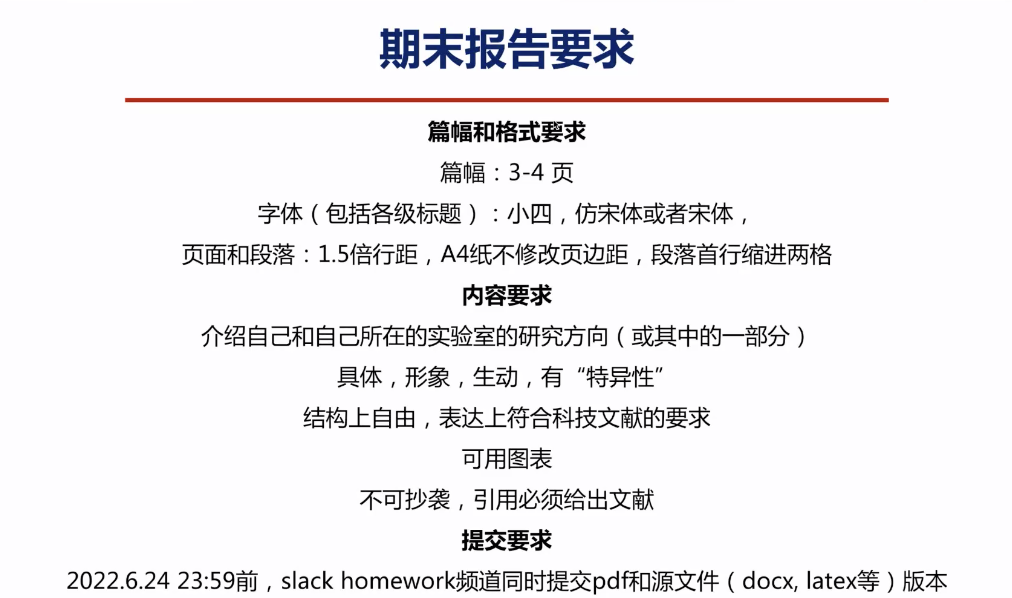 期末报告要求
篇幅和格式要求
篇幅：3-4 页
字体（包括各级标题）：小四，仿宋体或者宋体，
页面和段落：1.5倍行距，A4纸不修改页边距，段落首行缩进两格
内容要求
介绍自己和自己所在的实验室的研究方向（或其中的一部分）
具体，形象，生动，有“特异性”
结构上自由，表达上符合科技文献的要求
可用图表
不可抄袭，引用必须给出文献
提交要求
2022.6.24 23:59前，slack homework频道同时提交pdf和源文件（docx, latex等）版本